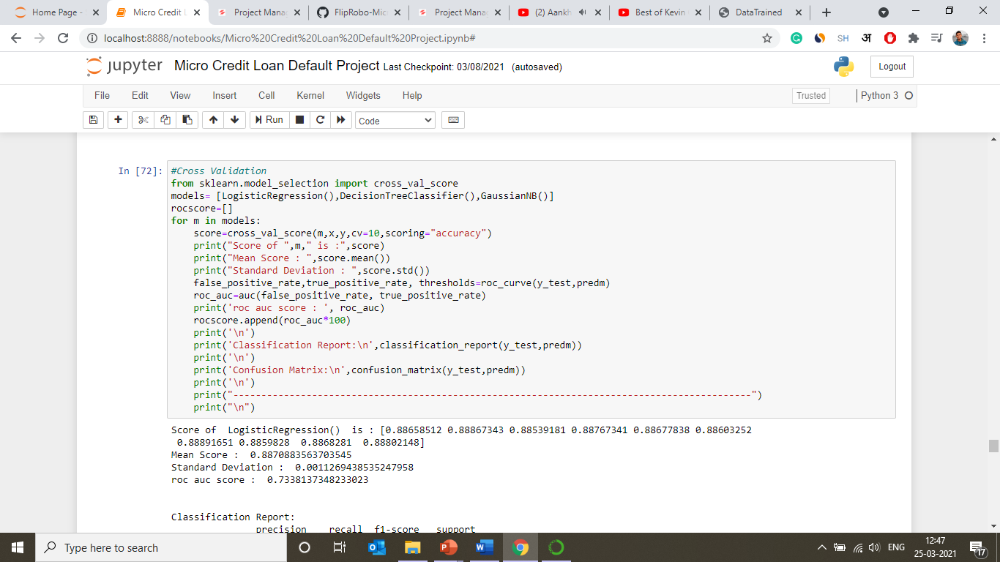 Home Page -
Micro Credit L
Project Mana
FlipRobo-Mic
Project Mana
(2) Aankh
Best of Kevin
DataTrained
localhost:8888/notebooks/Micro%20Credit%20Loan%20Default%20Project.ipynb#
SH
अ
jupyter Micro Credit Loan Default Project Last Checkpoint: 03/08/2021 (autosaved)
Logout
File Edit View Insert Cell Kernel Widgets Help
Trusted
Python 3
Run
Code
In [72]: #Cross Validation
from sklearn.model_selection import cross_val_score
models= [LogisticRegression(),DecisionTreeClassifier(),GaussianNB()]
rocscore=[]
for m in models:
    score=cross_val_score(m,x,y,cv=10,scoring="accuracy")
    print("Score of ",m," is :",score)
    print("Mean Score : ",score.mean())
    print("Standard Deviation : ",score.std())
    false_positive_rate,true_positive_rate, thresholds=roc_curve(y_test,predm)
    roc_auc=auc(false_positive_rate, true_positive_rate)
    print('roc auc score : ', roc_auc)
    rocscore.append(roc_auc*100)
    print('\n')
    print('Classification Report:\n',classification_report(y_test,predm))
    print('\n')
    print('Confusion Matrix:\n',confusion_matrix(y_test,predm))
    print('\n')
    print("--------------------------------------------------------------------------------------------")
    print("\n")
Score of  LogisticRegression()  is : [0.88658512 0.88867343 0.88539181 0.88767341 0.88677838 0.88603252
 0.88891651 0.8859828  0.8868281  0.88802148]
Mean Score :  0.8870883563703545
Standard Deviation :  0.0011269438535247958
roc auc score :  0.7338137348233023
Classification Report:
precision    recall  f1-score   support
Type here to search
ENG
12:47
25-03-2021
17